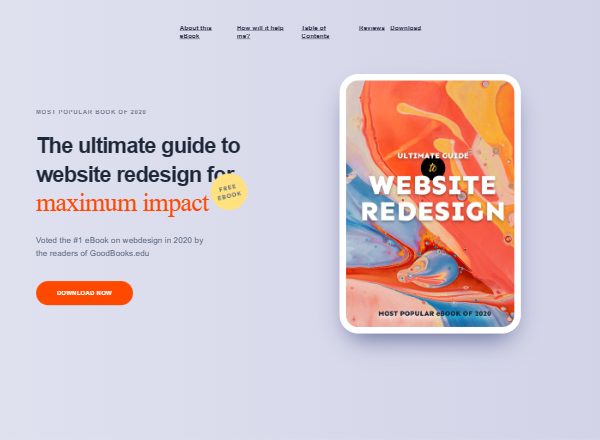 About this
eBook
How will it help
me?
Table of
Contents
Reviews
Download
MOST POPULAR BOOK OF 2020
The ultimate guide to
website redesign for
maximum impact
FREE
EBOOK
Voted the #1 eBook on webdesign in 2020 by
the readers of GoodBooks.edu
DOWNLOAD NOW
ULTIMATE GUIDE
to
WEBSITE
REDESIGN
MOST POPULAR eBOOK OF 2020